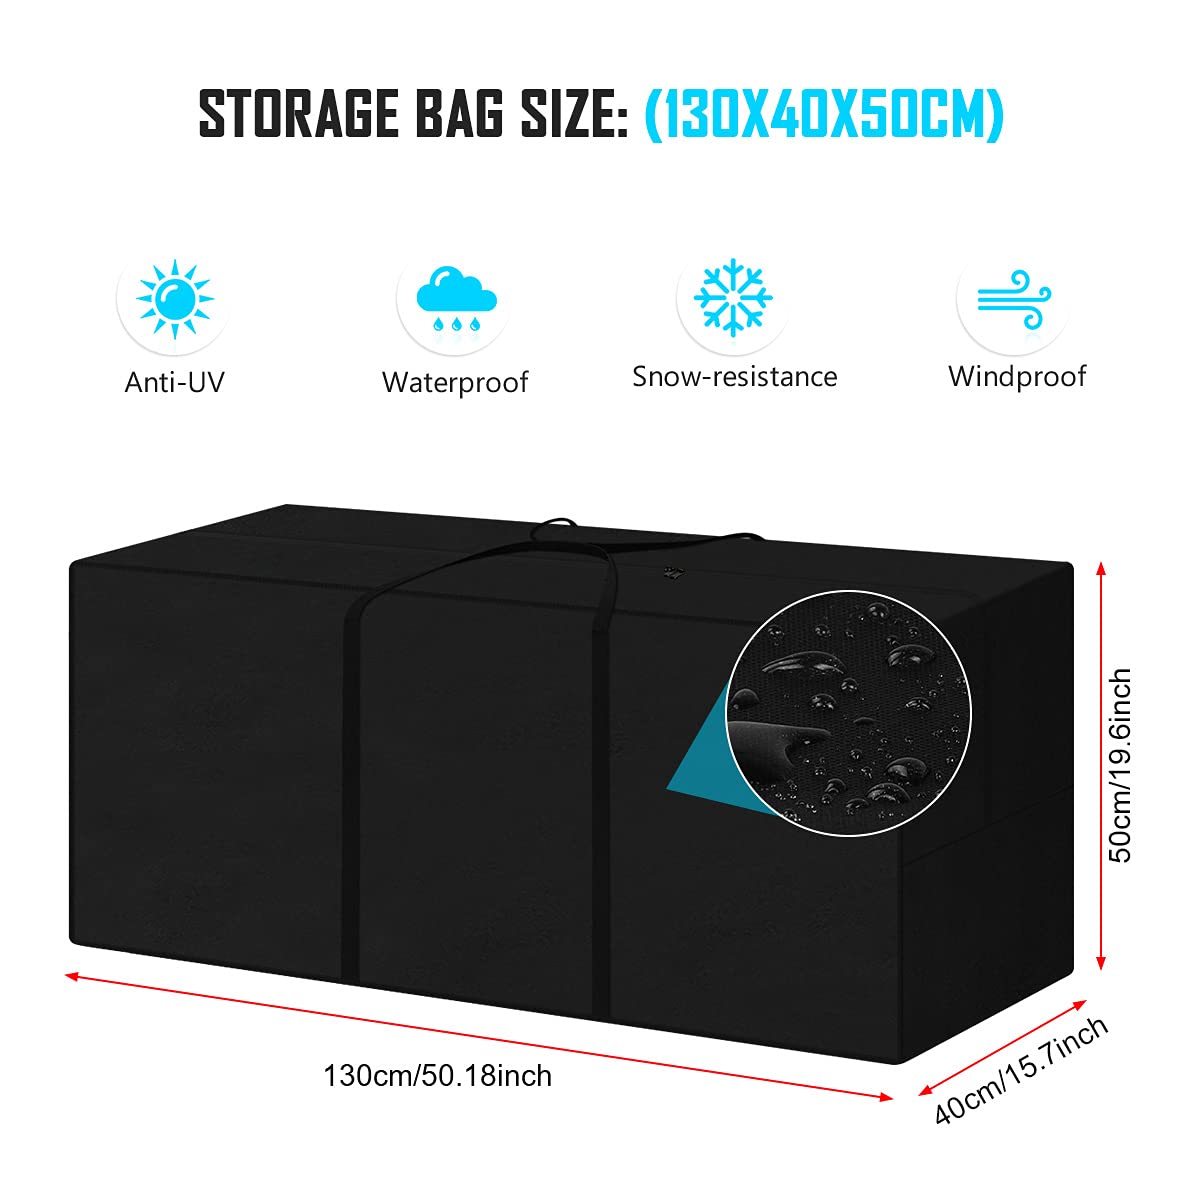 STORAGE BAG SIZE: (130X40X50CM)
Anti-UV
Waterproof
Snow-resistance
Windproof
50cm/19.6inch
130cm/50.18inch
40cm/15.7inch